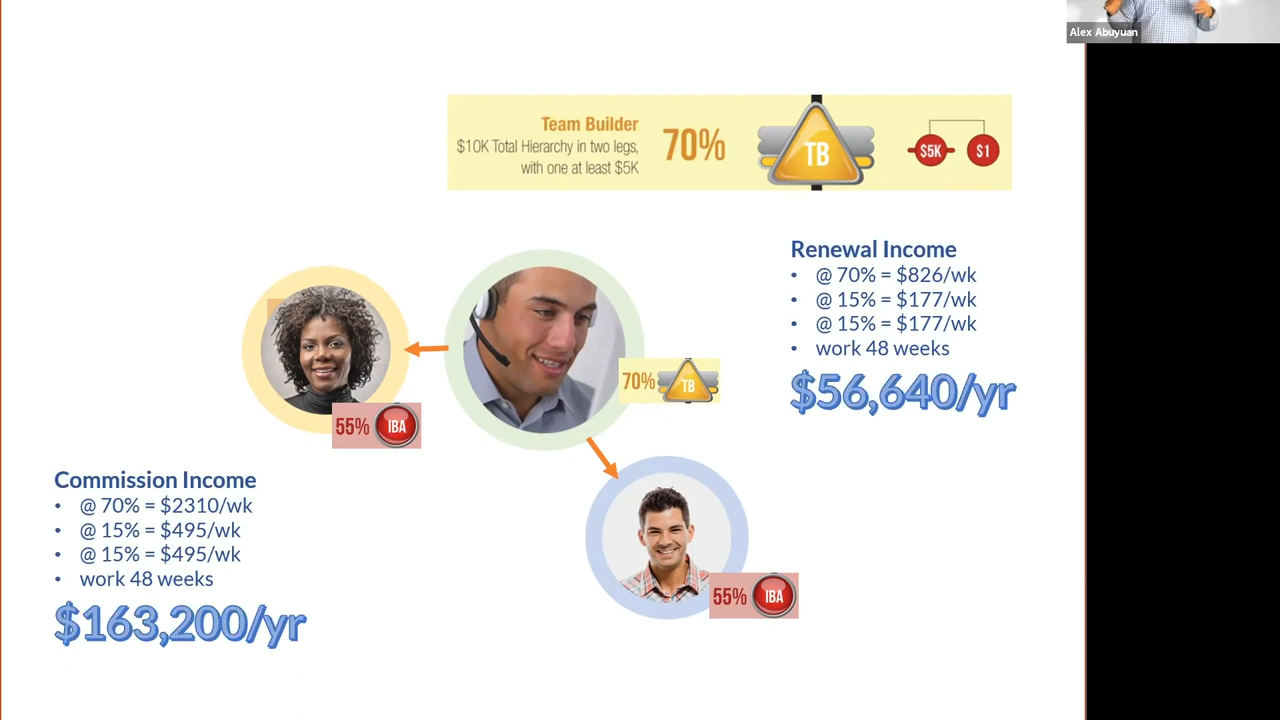 Alex Abuyuan
Team Builder
$10K Total Hierarchy in two legs,
with one at least $5K
70%
TB
$5K
$1
Renewal Income
• @ 70% = $826/wk
• @ 15% = $177/wk
• @ 15% = $177/wk
• work 48 weeks
$56,640/yr
70%
TB
55%
IBA
Commission Income
• @ 70% = $2310/wk
• @ 15% = $495/wk
• @ 15% = $495/wk
• work 48 weeks
$163,200/yr
55%
IBA